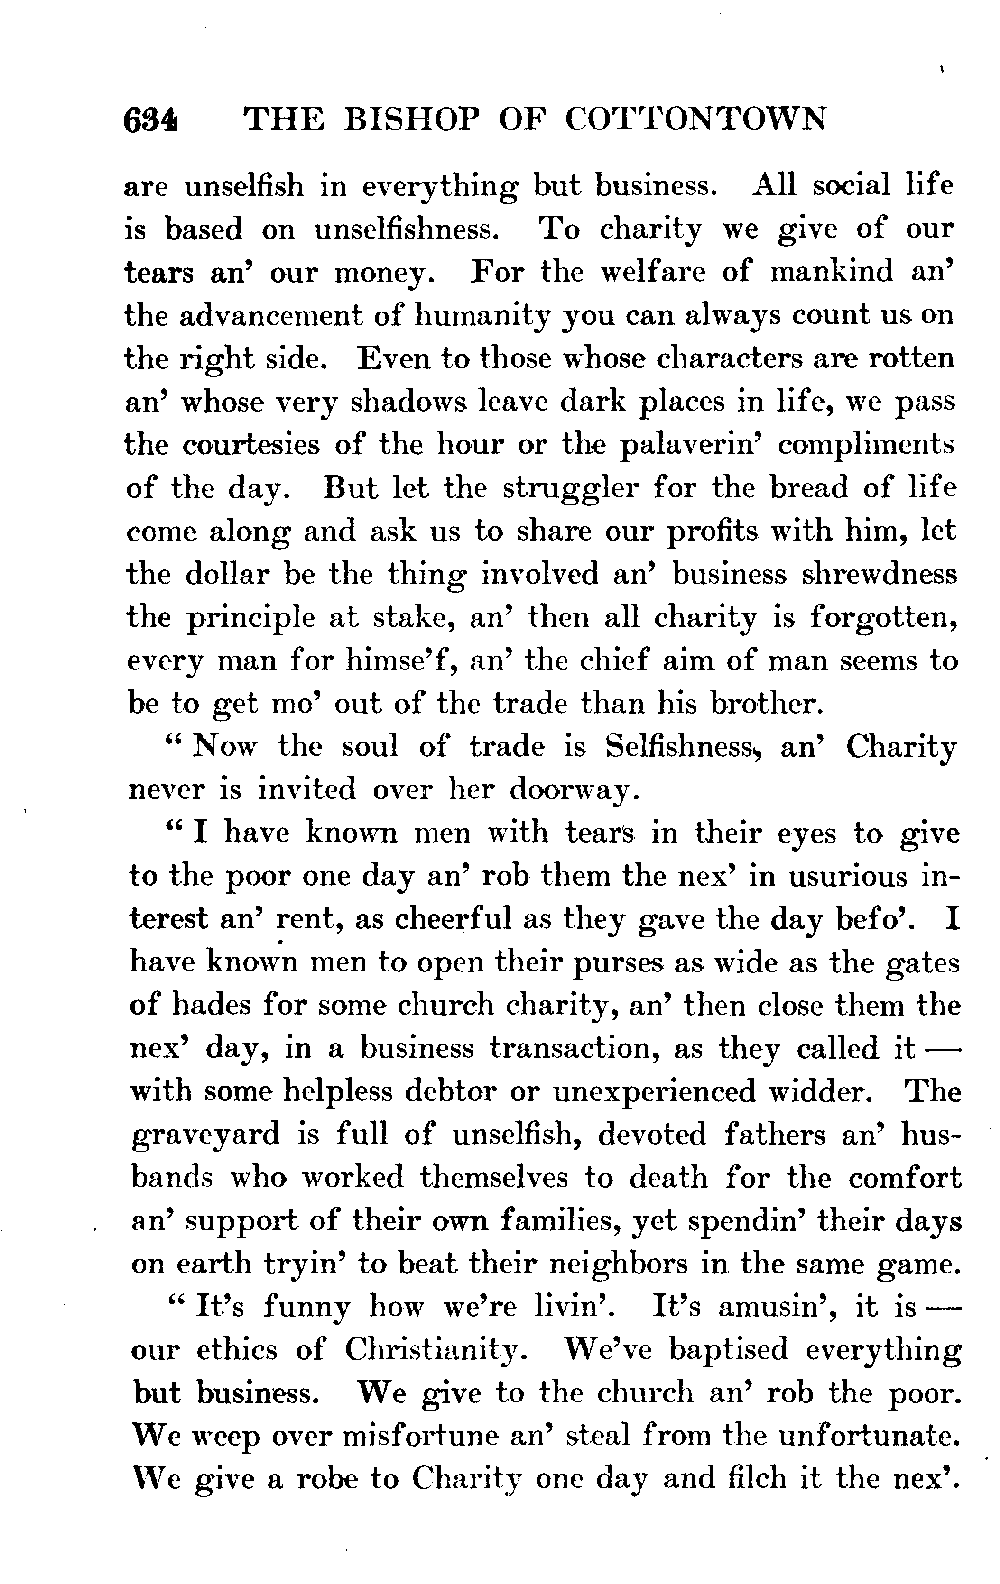 634 THE BISHOP OF COTTONTOWN
are unselfish in everything but business. All social life
is based on unselfishness. To charity we give of our
tears an' our money. For the welfare of mankind an'
the advancement of humanity you can always count us on
the right side. Even to those whose characters are rotten
an' whose very shadows leave dark places in life, we pass
the courtesies of the hour or the palaverin' compliments
of the day. But let the struggler for the bread of life
come along and ask us to share our profits with him, let
the dollar be the thing involved an' business shrewdness
the principle at stake, an' then all charity is forgotten,
every man for himse'f, an' the chief aim of man seems to
be to get mo' out of the trade than his brother.
“ Now the soul of trade is Selfishness, an' Charity
never is invited over her doorway.
“ I have known men with tears in their eyes to give
to the poor one day an' rob them the nex' in usurious in-
terest an' rent, as cheerful as they gave the day befo'. I
have known men to open their purses as wide as the gates
of hades for some church charity, an' then close them the
nex' day, in a business transaction, as they called it —
with some helpless debtor or unexperienced widder. The
graveyard is full of unselfish, devoted fathers an' hus-
bands who worked themselves to death for the comfort
an' support of their own families, yet spendin' their days
on earth tryin' to beat their neighbors in the same game.
“ It's funny how we're livin'. It's amusin', it is —
our ethics of Christianity. We've baptised everything
but business. We give to the church an' rob the poor.
We weep over misfortune an' steal from the unfortunate.
We give a robe to Charity one day and filch it the nex'.